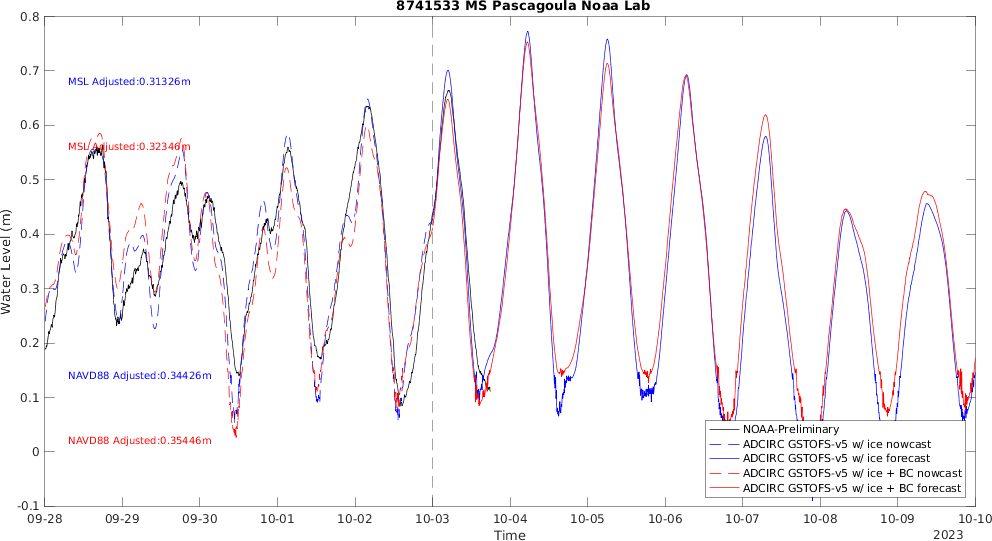 8741533 MS Pascagoula Noaa Lab
0.8
0.7
0.6
0.5
0.4
0.3
0.2
0.1
0
-0.1
Water Level (m)
MSL Adjusted:0.31326m
MSL Adjusted:0.32346m
NAVD88 Adjusted:0.34426m
NAVD88 Adjusted:0.35446m
NOAA-Preliminary
ADCIRC GSTOFS-v5 w/ ice nowcast
ADCIRC GSTOFS-v5 w/ ice forecast
ADCIRC GSTOFS-v5 w/ ice + BC nowcast
ADCIRC GSTOFS-v5 w/ ice + BC forecast
09-28 09-29 09-30 10-01 10-02 10-03 10-04 10-05 10-06 10-07 10-08 10-09 10-10
Time
2023